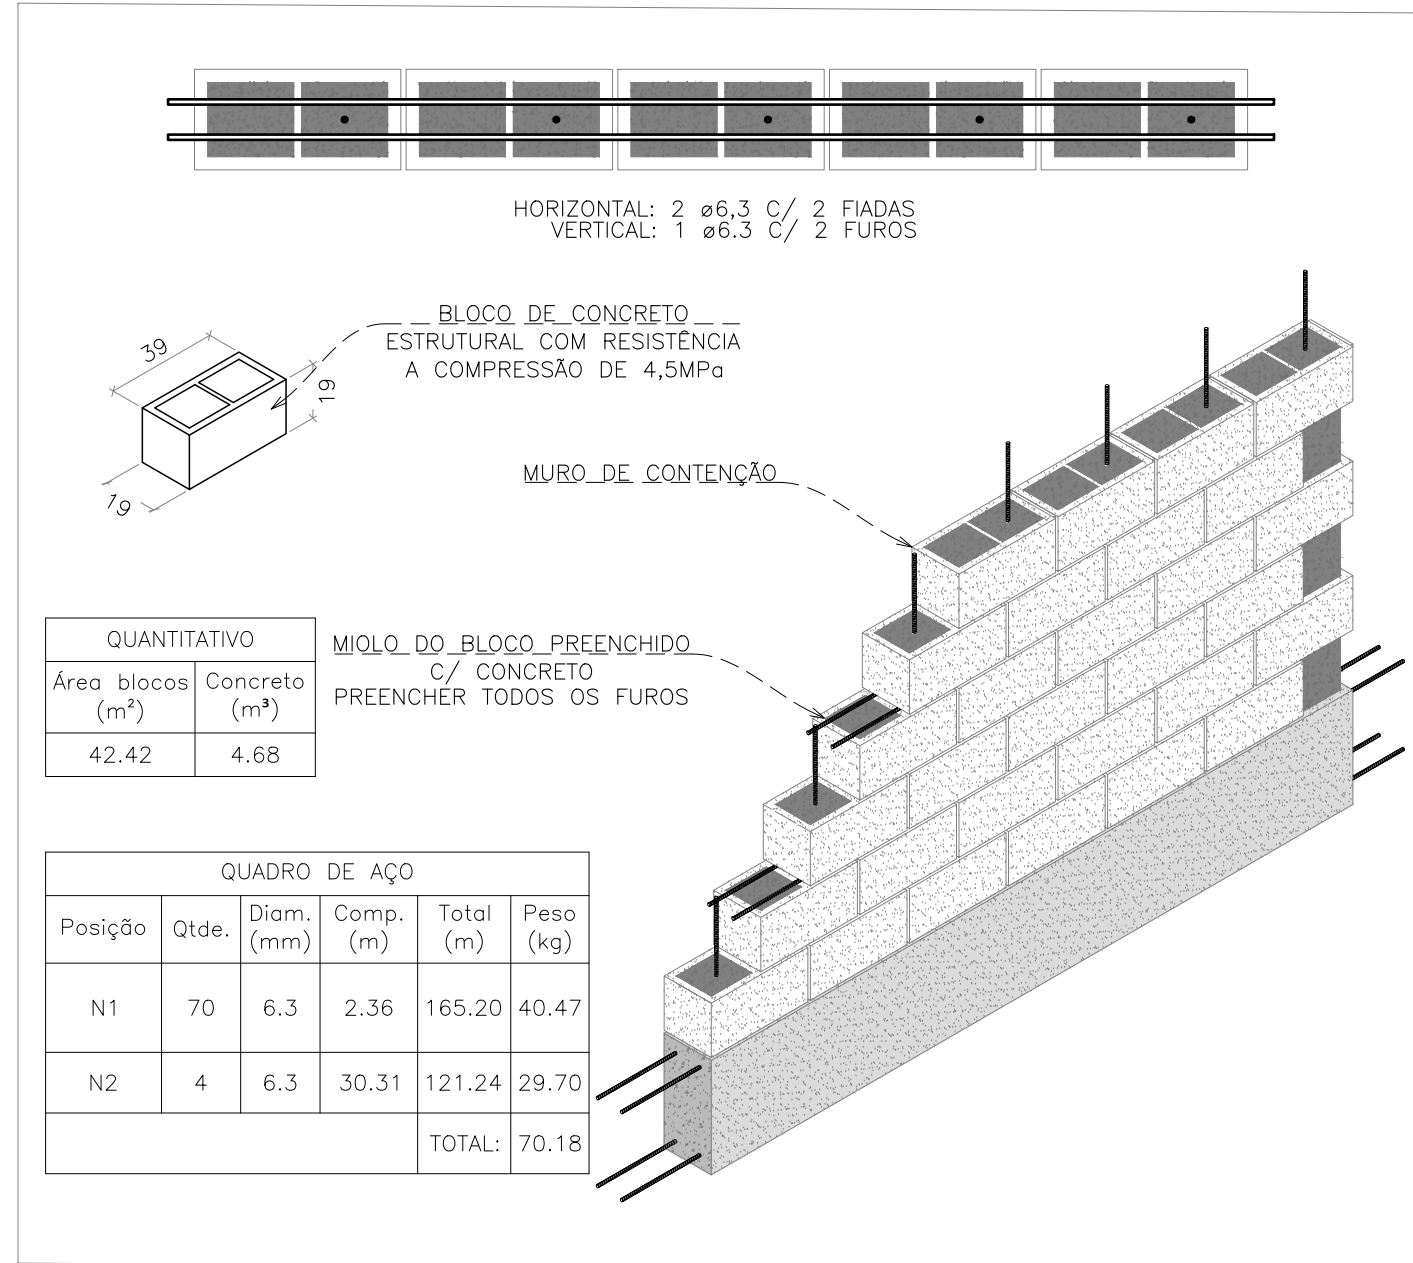 HORIZONTAL: 2 ø6,3 C/ 2 FIADAS
VERTICAL: 1 ø6.3 C/ 2 FUROS
BLOCO DE CONCRETO
ESTRUTURAL COM RESISTÊNCIA
A COMPRESSÃO DE 4,5MPa
39
19
19
MURO DE CONTENÇÃO
MIOLO DO BLOCO PREENCHIDO
C/ CONCRETO
PREENCHER TODOS OS FUROS
QUANTITATIVO
Área blocos (m²) Concreto (m³)
42.42 4.68
QUADRO DE AÇO
Posição Qtde. Diam. (mm) Comp. (m) Total (m) Peso (kg)
N1 70 6.3 2.36 165.20 40.47
N2 4 6.3 30.31 121.24 29.70
TOTAL: 70.18